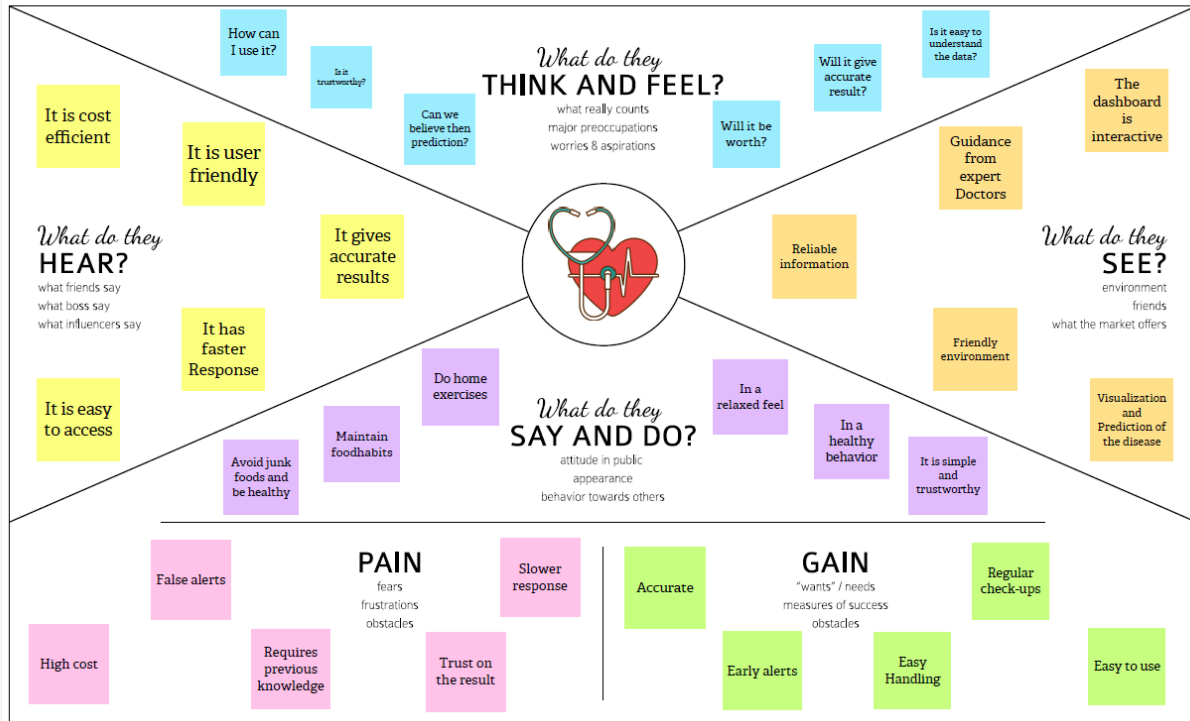 How can
I use it?
Is it
trustworthy?
Can we
believe then
prediction?
What do they
THINK AND FEEL?
what really counts
major preoccupations
worries & aspirations
Will it be
worth?
Will it give
accurate
result?
Is it easy to
understand
the data?
It is cost
efficient
It is user
friendly
It gives
accurate
results
What do they
HEAR?
what friends say
what boss say
what influencers say
It has
faster
Response
It is easy
to access
The
dashboard
is
interactive
Guidance
from
expert
Doctors
Reliable
information
What do they
SEE?
environment
friends
what the market offers
Friendly
environment
Visualization
and
Prediction of
the disease
Do home
exercises
Maintain
foodhabits
Avoid junk
foods and
be healthy
What do they
SAY AND DO?
attitude in public
appearance
behavior towards others
In a
relaxed feel
In a
healthy
behavior
It is simple
and
trustworthy
PAIN
fears
frustrations
obstacles
False alerts
Slower
response
High cost
Requires
previous
knowledge
Trust on
the result
GAIN
"wants" / needs
measures of success
obstacles
Accurate
Regular
check-ups
Early alerts
Easy
Handling
Easy to use